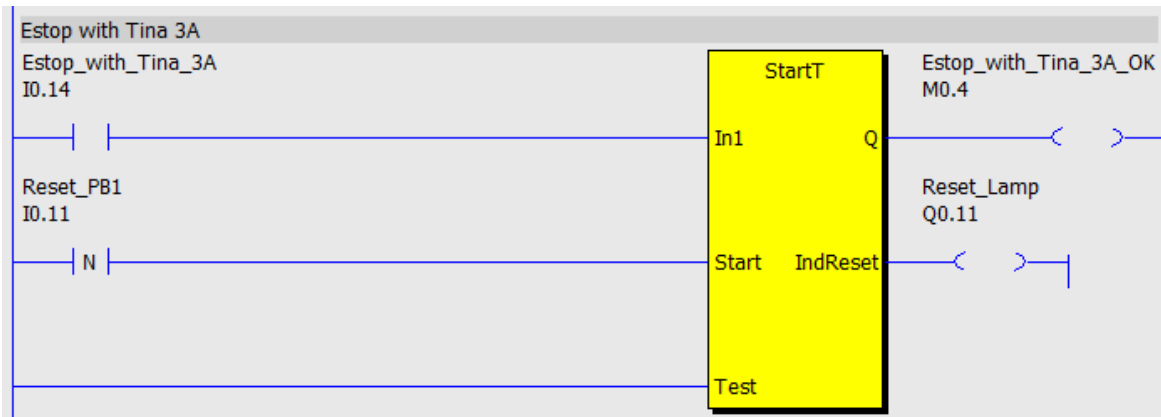 Estop with Tina 3A
Estop_with_Tina_3A
I0.14
StartT
Estop_with_Tina_3A_OK
M0.4
In1
Q
Reset_PB1
I0.11
Reset_Lamp
Q0.11
N
Start
IndReset
Test